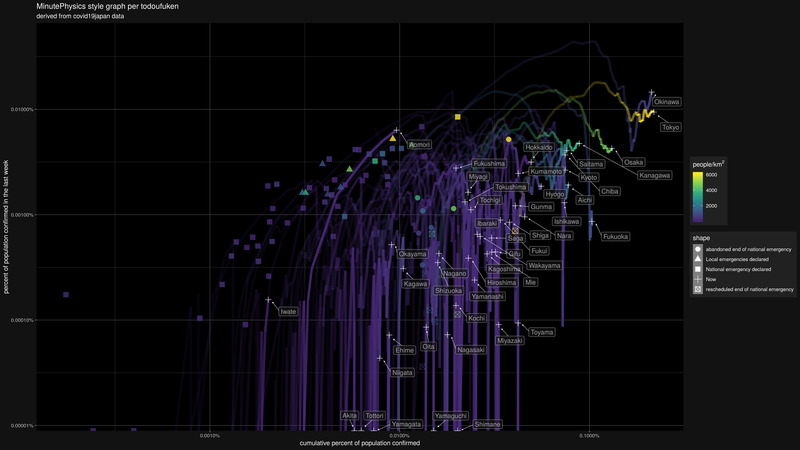 MinutePhysics style graph per todoufuken
derived from covid19japan data
percent of population confirmed in the last week
0.01000%
0.00100%
0.00010%
0.00001%
Okinawa
Tokyo
Aomori
Hokkaido
Osaka
Kanagawa
Saitama
Fukushima
Kumamoto
Kyoto
Miyagi
Chiba
Tokushima
Hyogo
Aichi
Tochigi
Gunma
Ishikawa
Ibaraki
Fukuoka
Saga
Shiga
Nara
Okayama
Gifu
Fukui
Wakayama
Kagawa
Nagano
Kagoshima
Hiroshima
Mie
Shizuoka
Yamanashi
Iwate
Kochi
Toyama
Miyazaki
Ehime
Oita
Nagasaki
Niigata
Akita
Tottori
Yamagata
Yamaguchi
Shimane
0.0010%
0.0100%
0.1000%
cumulative percent of population confirmed
people/km²
6000
4000
2000
shape
abandoned end of national emergency
Local emergencies declared
National emergency declared
Now
rescheduled end of national emergency